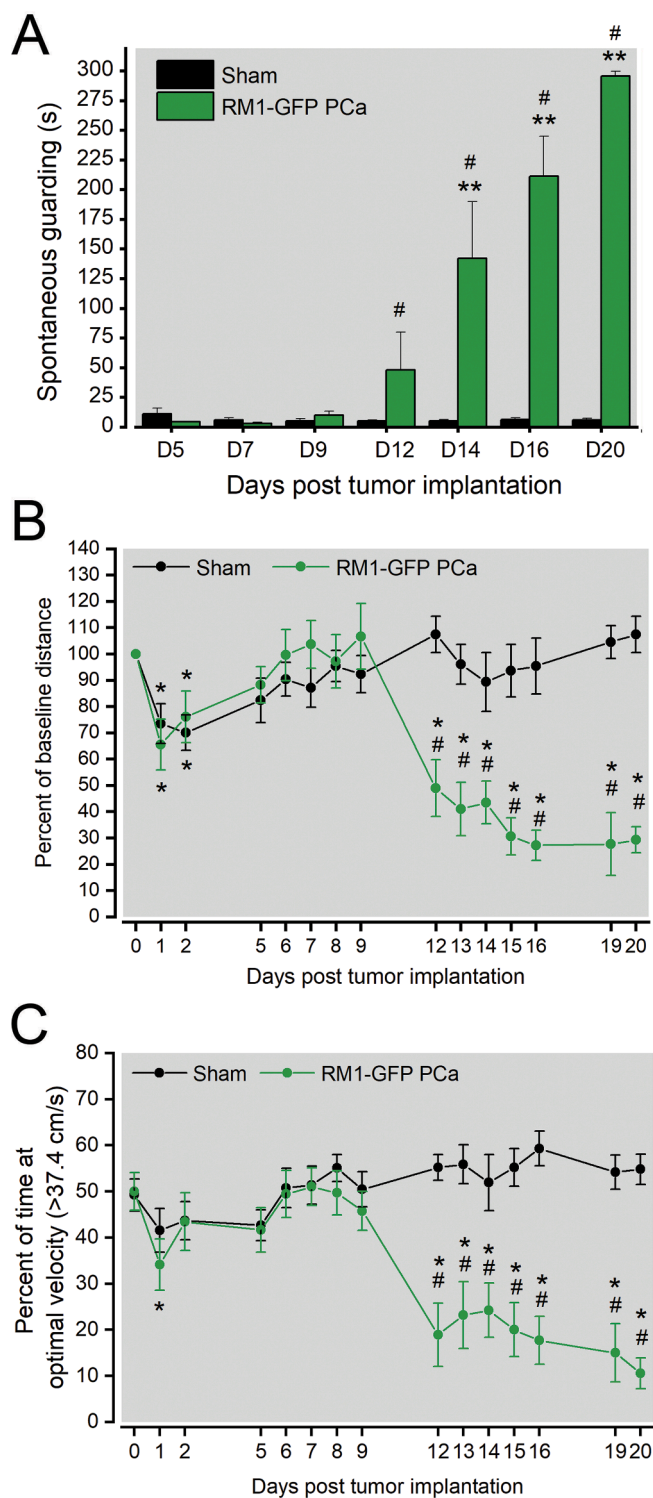 A
Sham
RM1-GFP PCa
Spontaneous guarding (s)
300
275
250
225
200
175
150
125
100
75
50
25
0
#
#
**
#
**
#
**
D5 D7 D9 D12 D14 D16 D20
Days post tumor implantation
B
Sham RM1-GFP PCa
Percent of baseline distance
140
130
120
110
100
90
80
70
60
50
40
30
20
10
0
* *
* *
* * * * * * *
# # # # # # #
0 1 2 5 6 7 8 9 12 13 14 15 16 19 20
Days post tumor implantation
C
Sham RM1-GFP PCa
Percent of time at
optimal velocity (>37.4 cm/s)
80
70
60
50
40
30
20
10
0
*
* * * * * * *
# # # # # # #
0 1 2 5 6 7 8 9 12 13 14 15 16 19 20
Days post tumor implantation